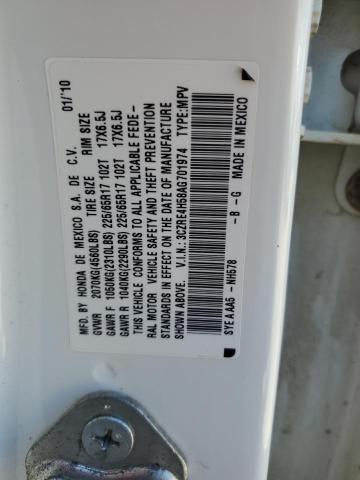 MFD. BY HONDA DE MEXICO S.A. DE C.V. 01/'10
GVWR 2070KG(4560LBS) TIRE SIZE RIM SIZE
GAWR F 1050KG(2310LBS) 225/65R17 102T 17X6.5J
GAWR R 1040KG(2290LBS) 225/65R17 102T 17X6.5J
THIS VEHICLE CONFORMS TO ALL APPLICABLE FEDE-
RAL MOTOR VEHICLE SAFETY AND THEFT PREVENTION
STANDARDS IN EFFECT ON THE DATE OF MANUFACTURE
SHOWN ABOVE. V.I.N.: 3CZRE4H58AG701974 TYPE:MPV
SYE A AA5 -NH578 -B -G MADE IN MEXICO